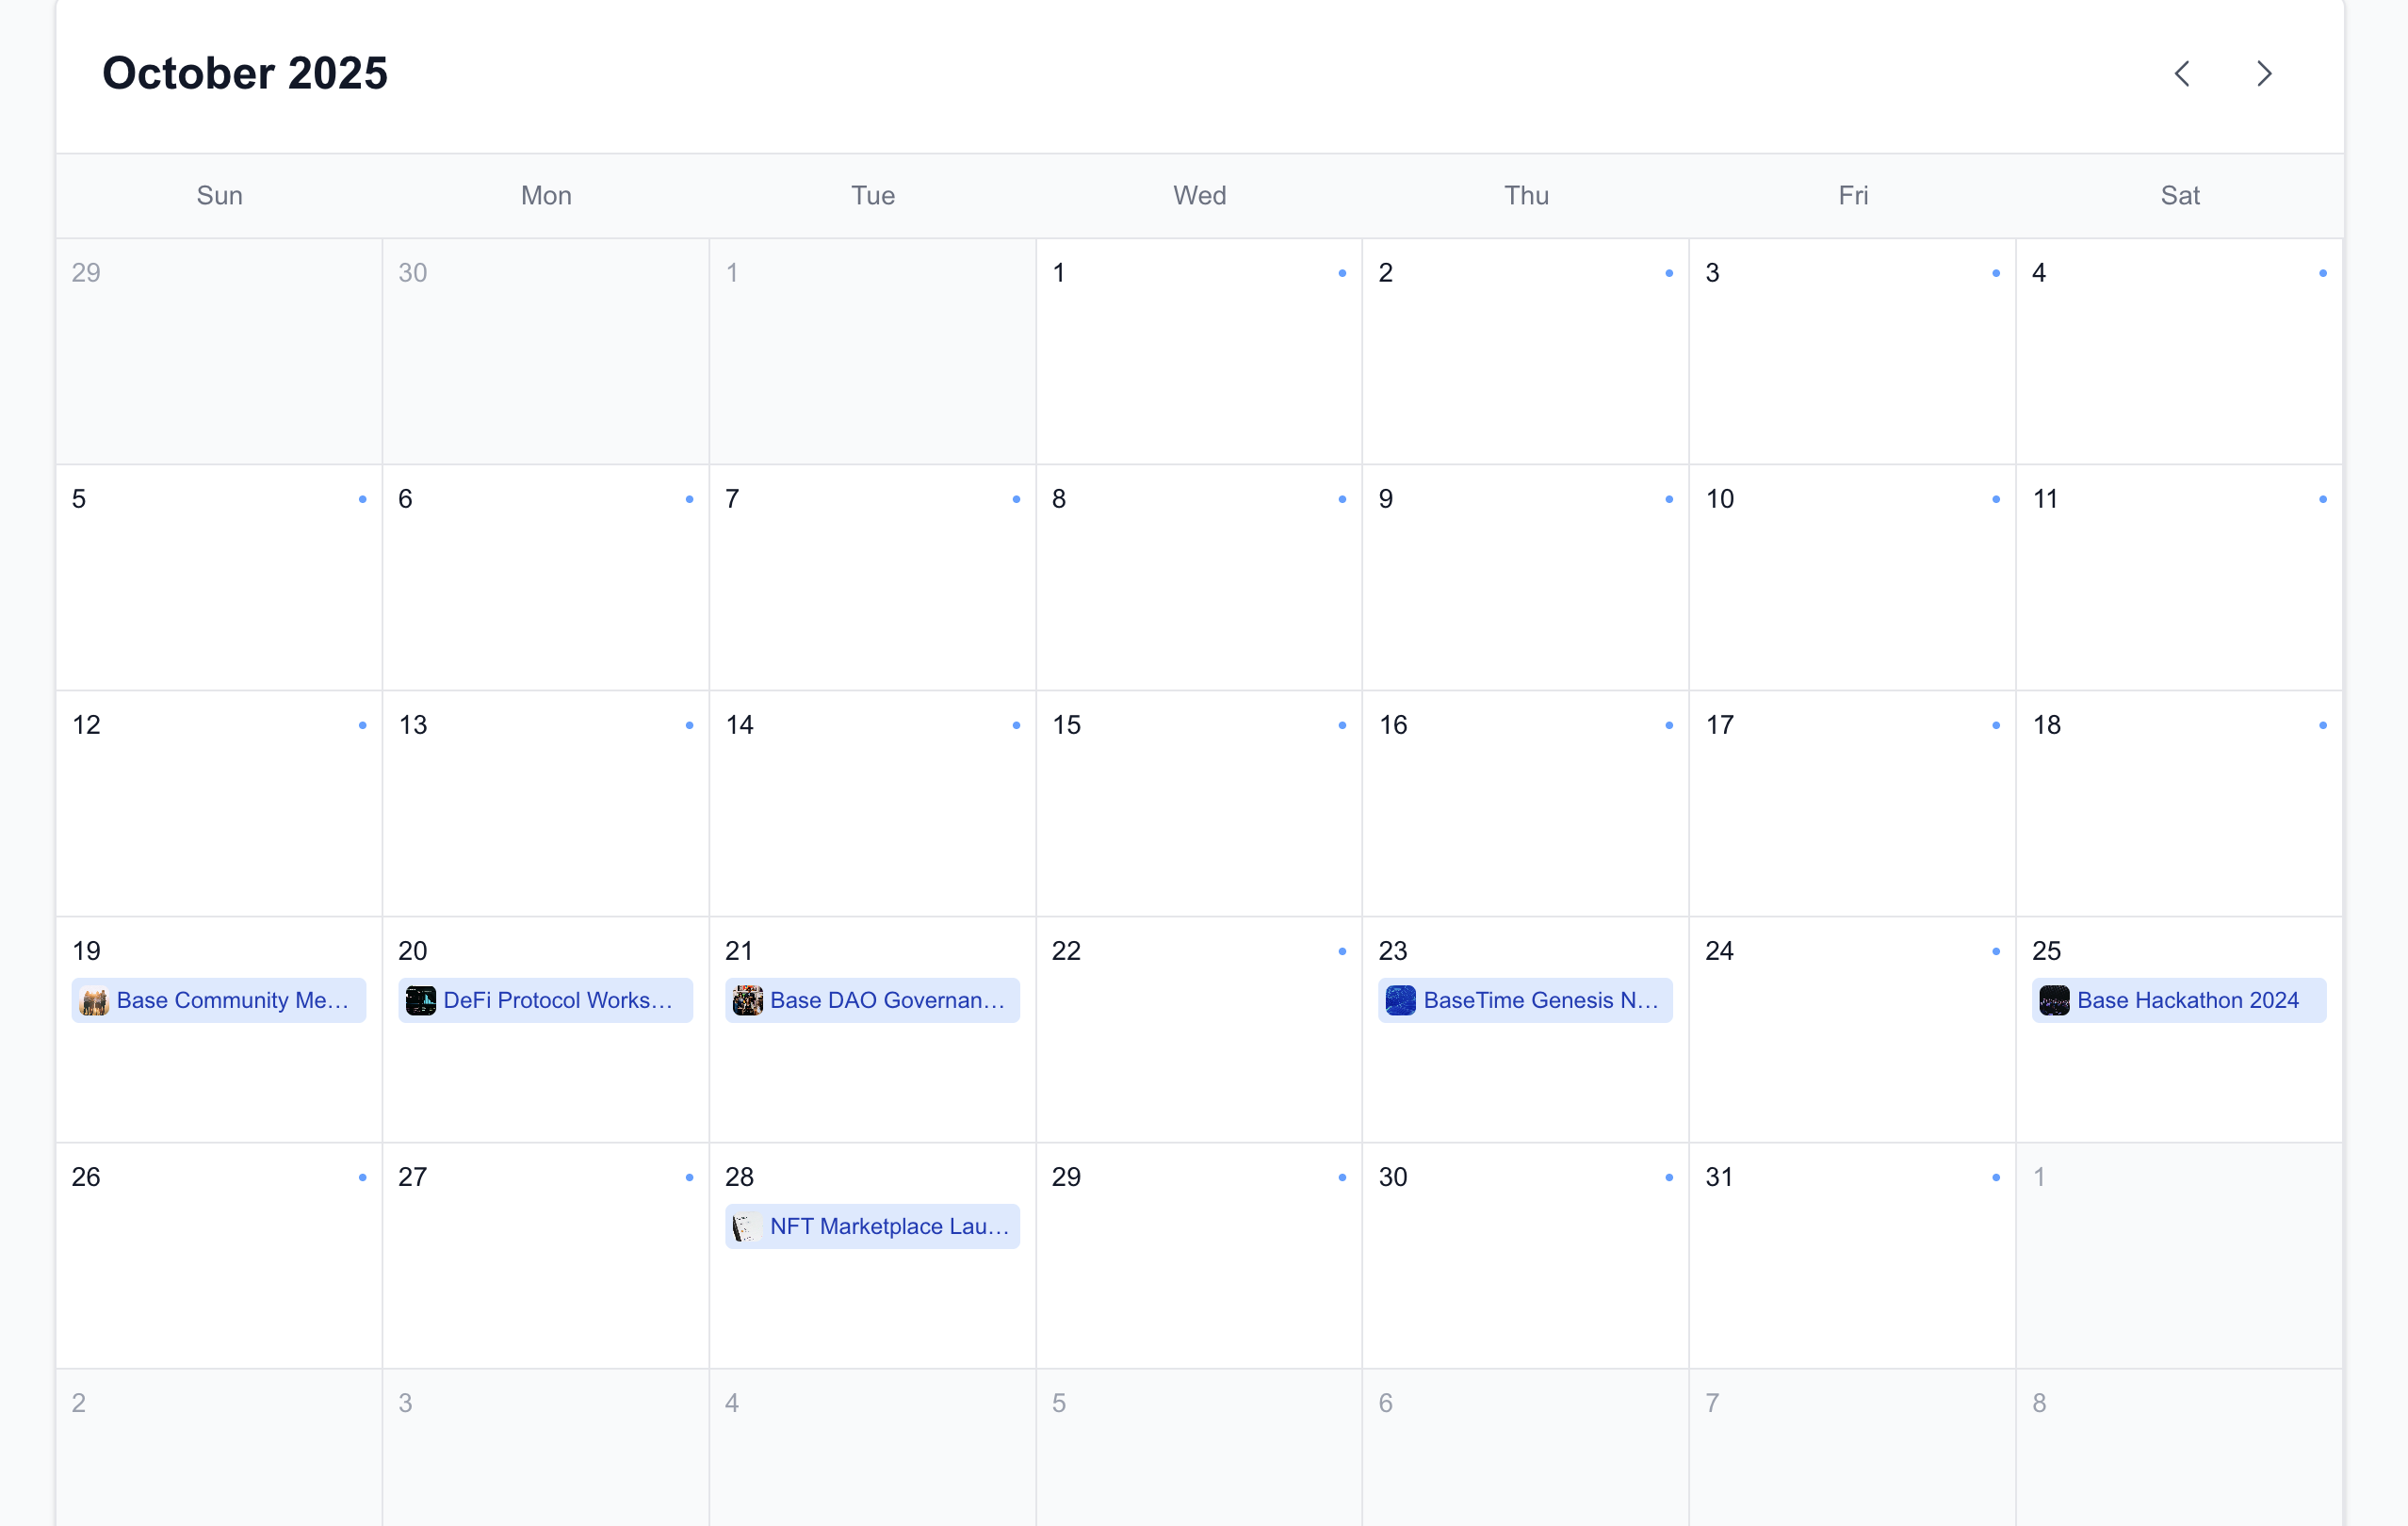 October 2025
Sun Mon Tue Wed Thu Fri Sat
29 30 1 1 2 3 4
5 6 7 8 9 10 11
12 13 14 15 16 17 18
19 20 21 22 23 24 25
Base Community Me... DeFi Protocol Works... Base DAO Governan... BaseTime Genesis N... Base Hackathon 2024
26 27 28 29 30 31 1
NFT Marketplace Lau...
2 3 4 5 6 7 8